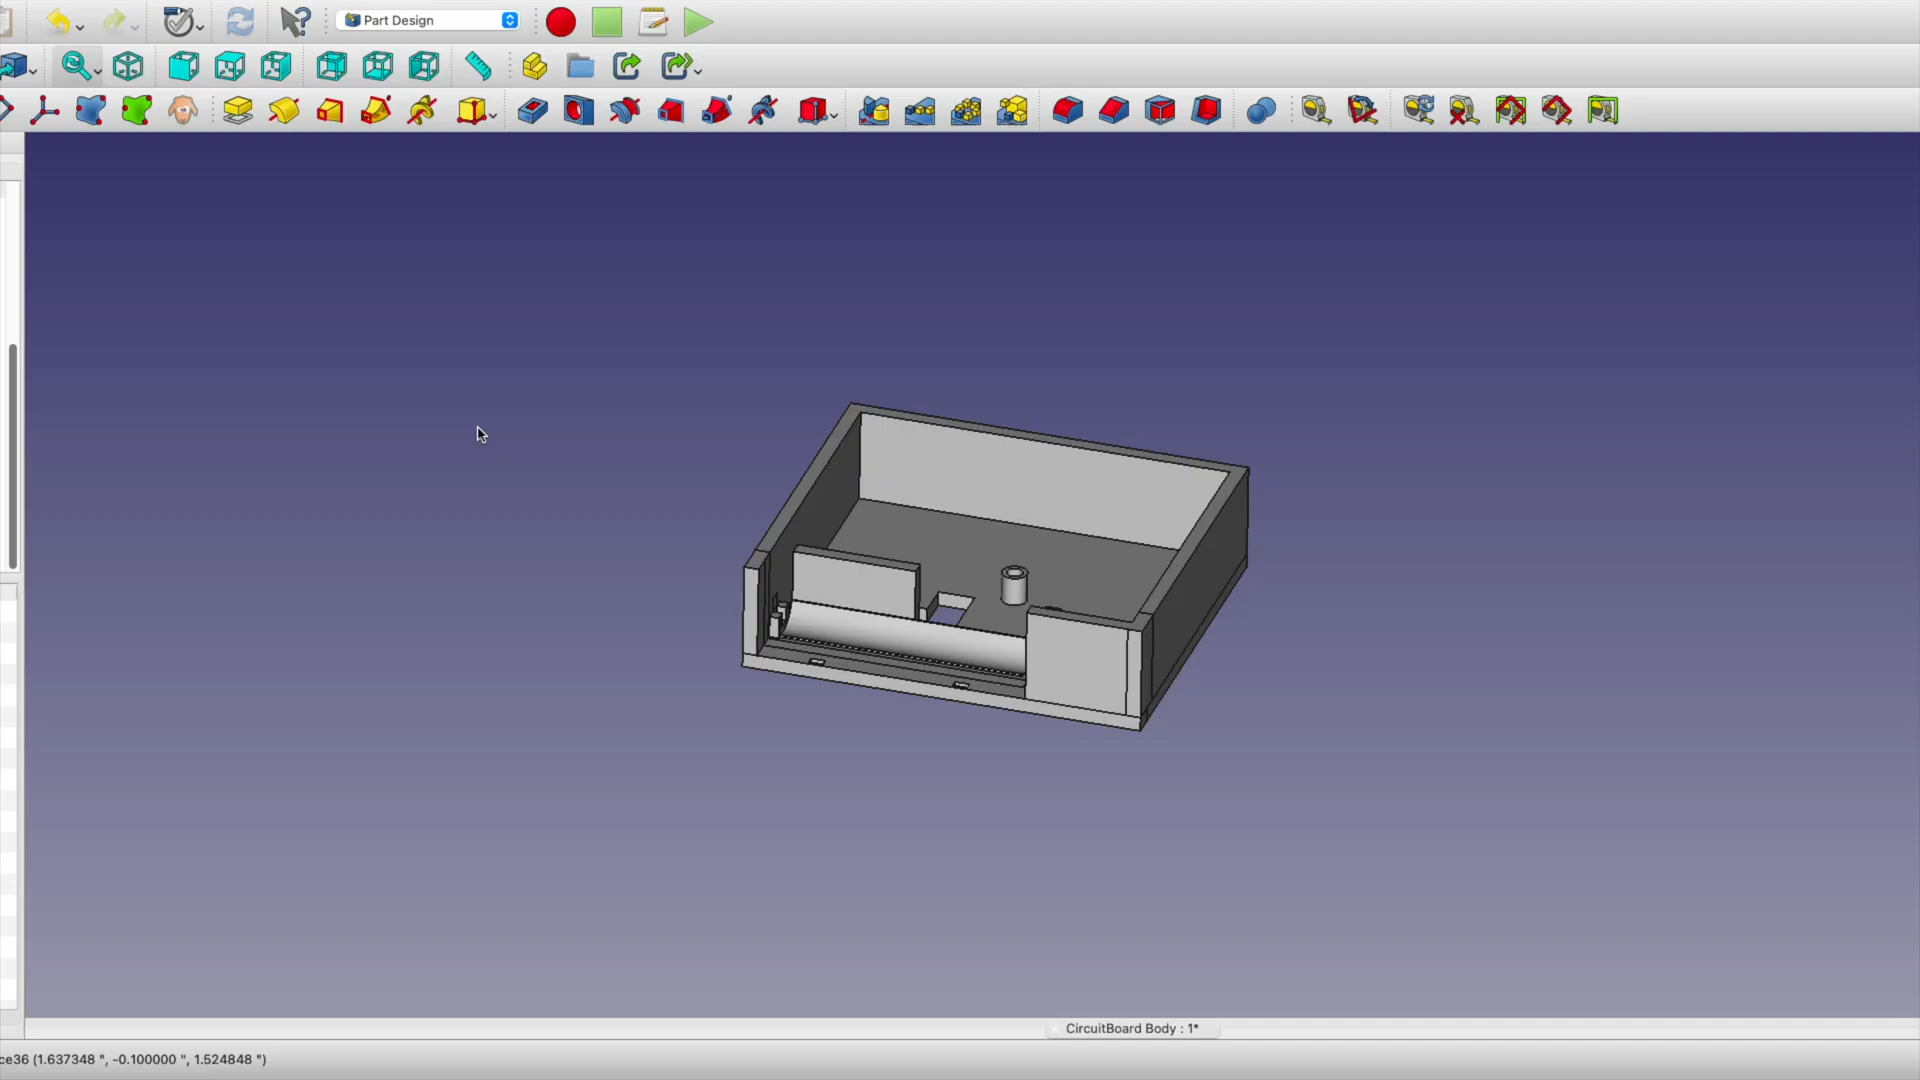 Part Design
CircuitBoard Body : 1*
ce36 (1.637348 ", -0.100000 ", 1.524848 ")